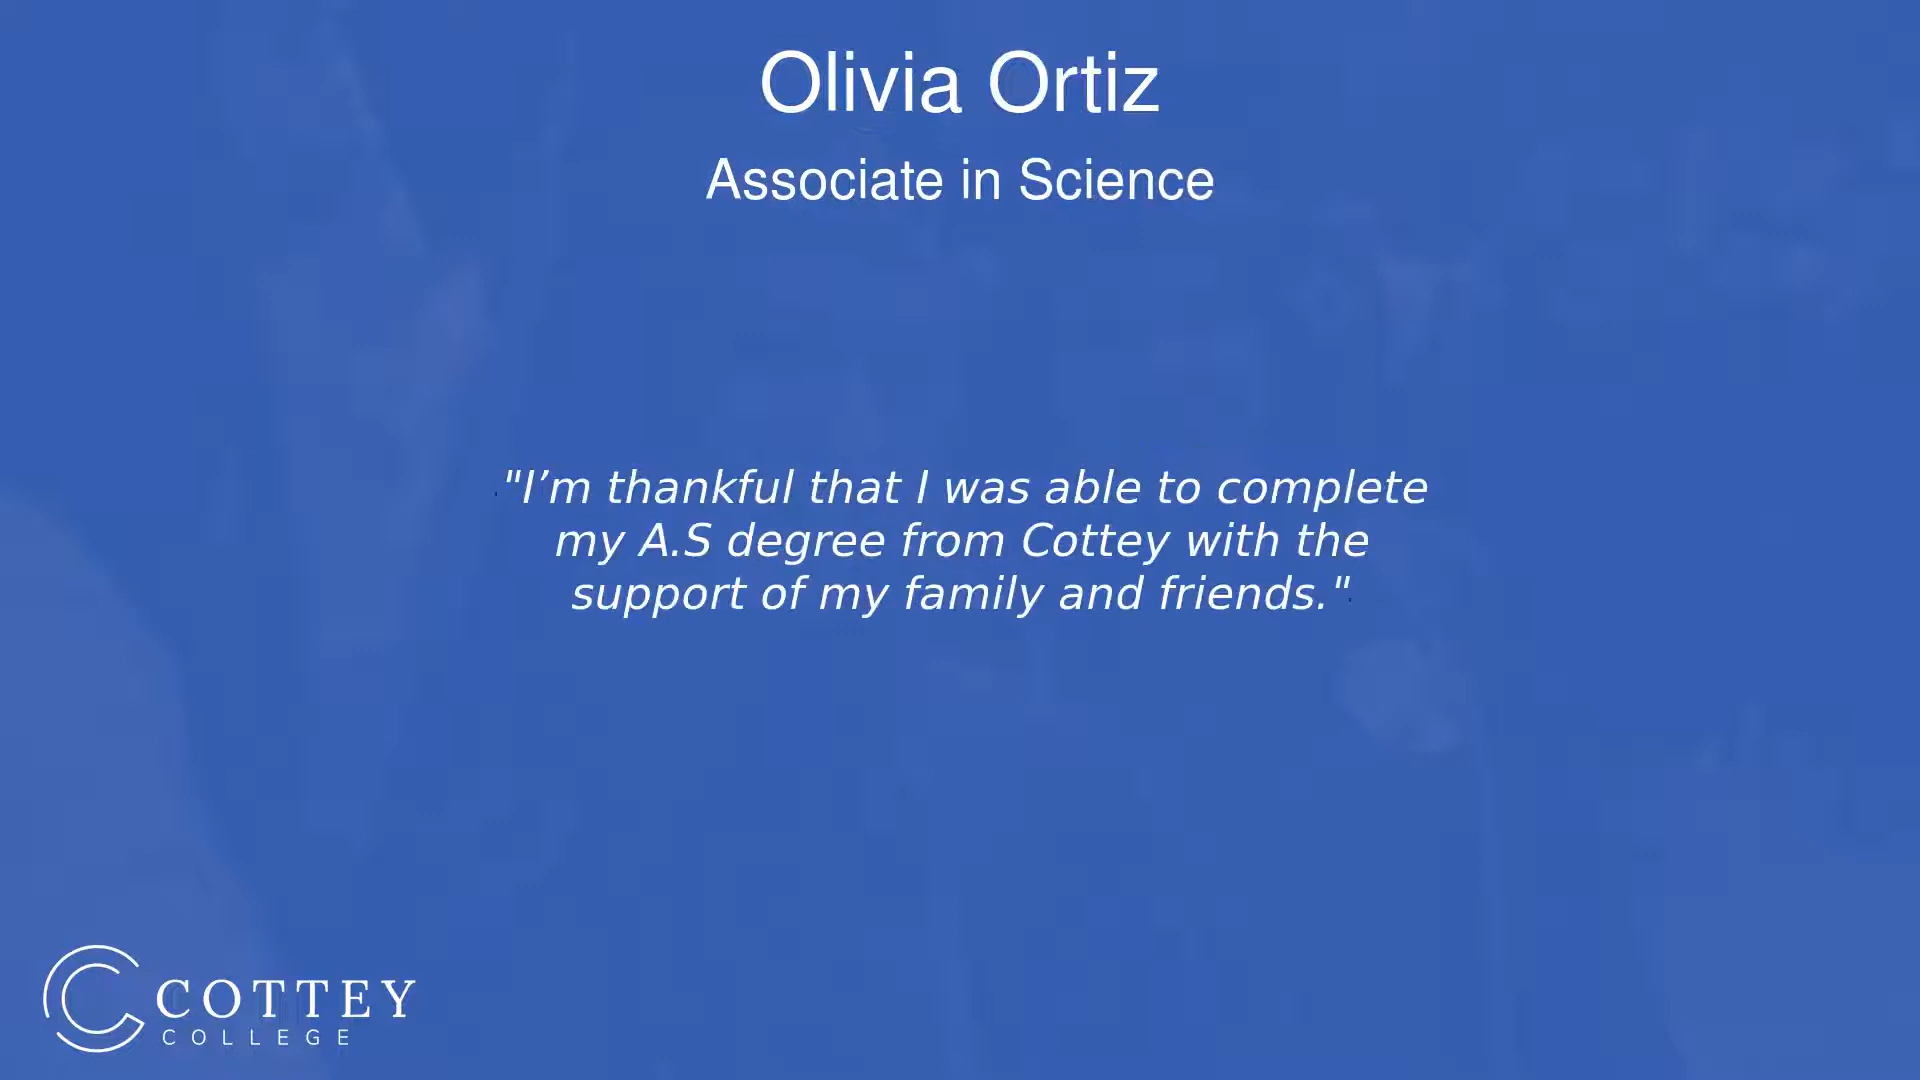 Olivia Ortiz
Associate in Science
"I’m thankful that I was able to complete
my A.S degree from Cottey with the
support of my family and friends."
COTTEY
COLLEGE